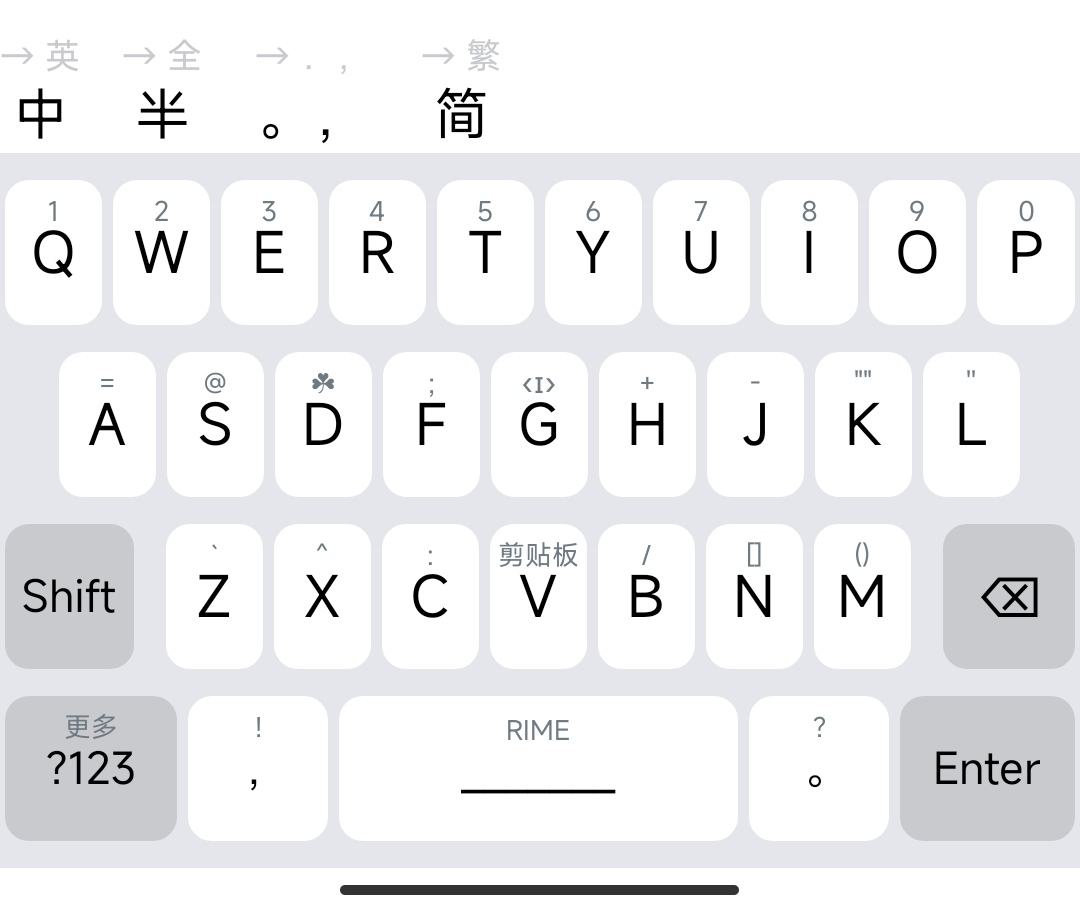 → 英 → 全 → . , → 繁
中 半 。, 简
1 2 3 4 5 6 7 8 9 0
Q W E R T Y U I O P
= @ ☘ ; ‹I› + - "" "
A S D F G H J K L
` ^ : 剪贴板 / [] ()
Shift Z X C V B N M ⌫
更多 ! RIME ?
?123 , 。 Enter